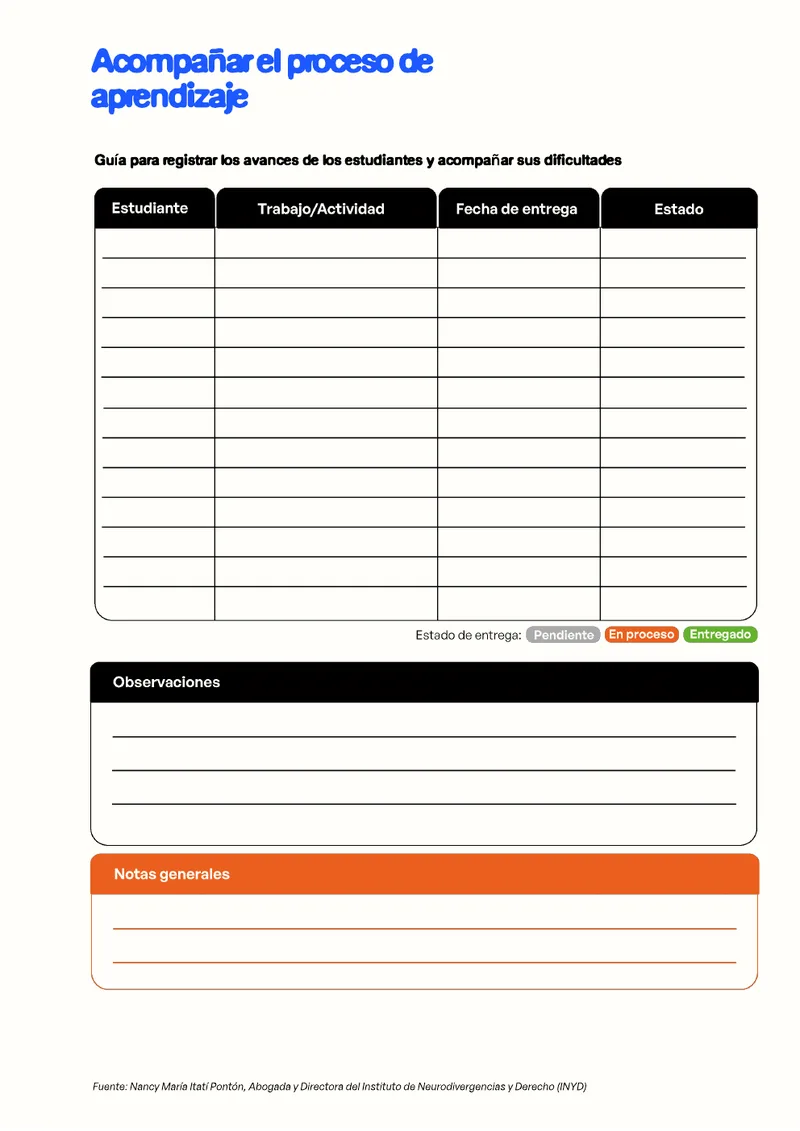 Acompañar el proceso de
aprendizaje
Guía para registrar los avances de los estudiantes y acompañar sus dificultades
Estudiante Trabajo/Actividad Fecha de entrega Estado
Estado de entrega: Pendiente En proceso Entregado
Observaciones
Notas generales
Fuente: Nancy María Itatí Pontón, Abogada y Directora del Instituto de Neurodivergencias y Derecho (INYD)